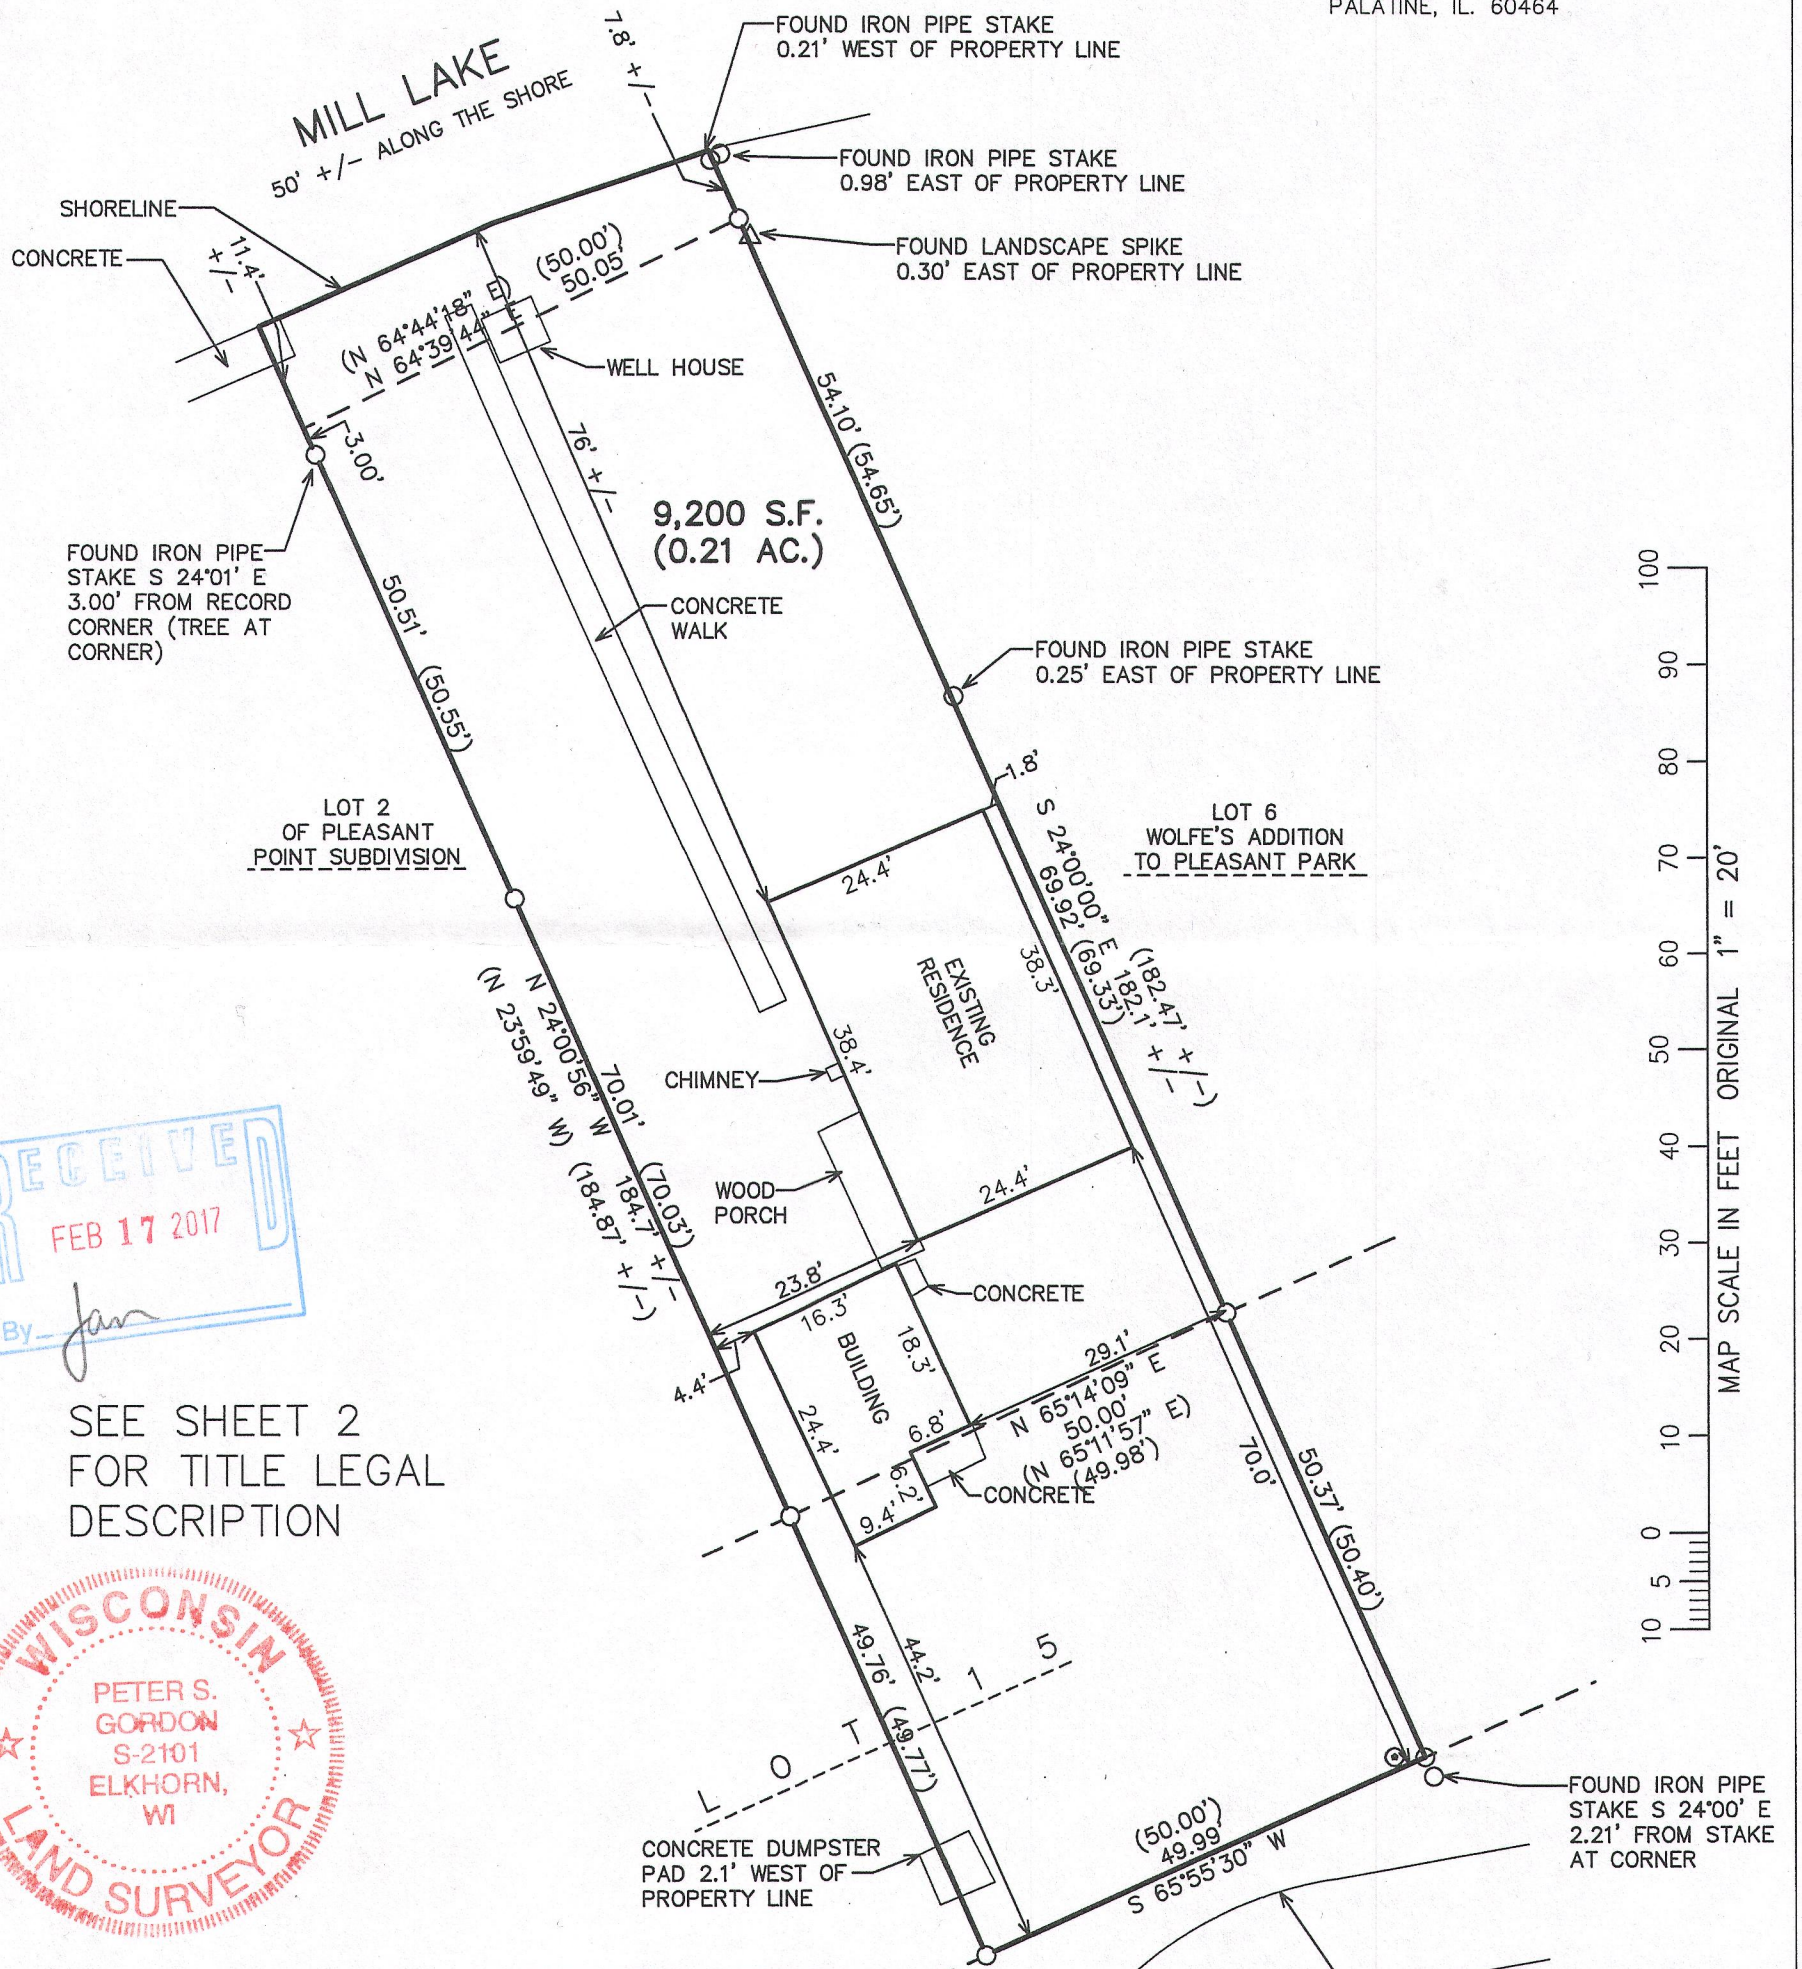 PALATINE, IL. 60464
FOUND IRON PIPE STAKE
0.21' WEST OF PROPERTY LINE
7.8' +/-
MILL LAKE
50' +/- ALONG THE SHORE
FOUND IRON PIPE STAKE
0.98' EAST OF PROPERTY LINE
SHORELINE
CONCRETE
11.4'
+/-
FOUND LANDSCAPE SPIKE
0.30' EAST OF PROPERTY LINE
(50.00')
50.05'
(N 64°44'18" E)
N 64°39'44" E
WELL HOUSE
3.00'
76' +/-
54.10' (54.65')
9,200 S.F.
(0.21 AC.)
FOUND IRON PIPE
STAKE S 24°01' E
3.00' FROM RECORD
CORNER (TREE AT
CORNER)
50.51' (50.55')
CONCRETE
WALK
FOUND IRON PIPE STAKE
0.25' EAST OF PROPERTY LINE
1.8'
LOT 2
OF PLEASANT
POINT SUBDIVISION
LOT 6
WOLFE'S ADDITION
TO PLEASANT PARK
24.4'
S 24°00'00" E 182.1' +/-
(182.47' +/-)
69.92' (69.33')
38.3'
EXISTING
RESIDENCE
38.4'
CHIMNEY
70.01' (70.03')
N 24°00'56" W 184.7' +/-
(N 23°59'49" W) (184.87' +/-)
WOOD
PORCH
24.4'
23.8'
16.3'
CONCRETE
18.3'
BUILDING
4.4'
24.4'
6.8'
29.1'
N 65°14'09" E
50.00'
(N 65°11'57" E)
(49.98')
6.2'
CONCRETE
9.4'
70.0'
50.37' (50.40')
RECEIVED
FEB 17 2017
By Jan
SEE SHEET 2
FOR TITLE LEGAL
DESCRIPTION
WISCONSIN
PETER S.
GORDON
S-2101
ELKHORN,
WI
LAND SURVEYOR
49.76' (49.77')
44.2'
LOT 15
CONCRETE DUMPSTER
PAD 2.1' WEST OF
PROPERTY LINE
(50.00')
49.99'
S 65°55'30" W
FOUND IRON PIPE
STAKE S 24°00' E
2.21' FROM STAKE
AT CORNER
100
90
80
70
60
50
40
30
20
10
0
5
10
MAP SCALE IN FEET ORIGINAL 1" = 20'